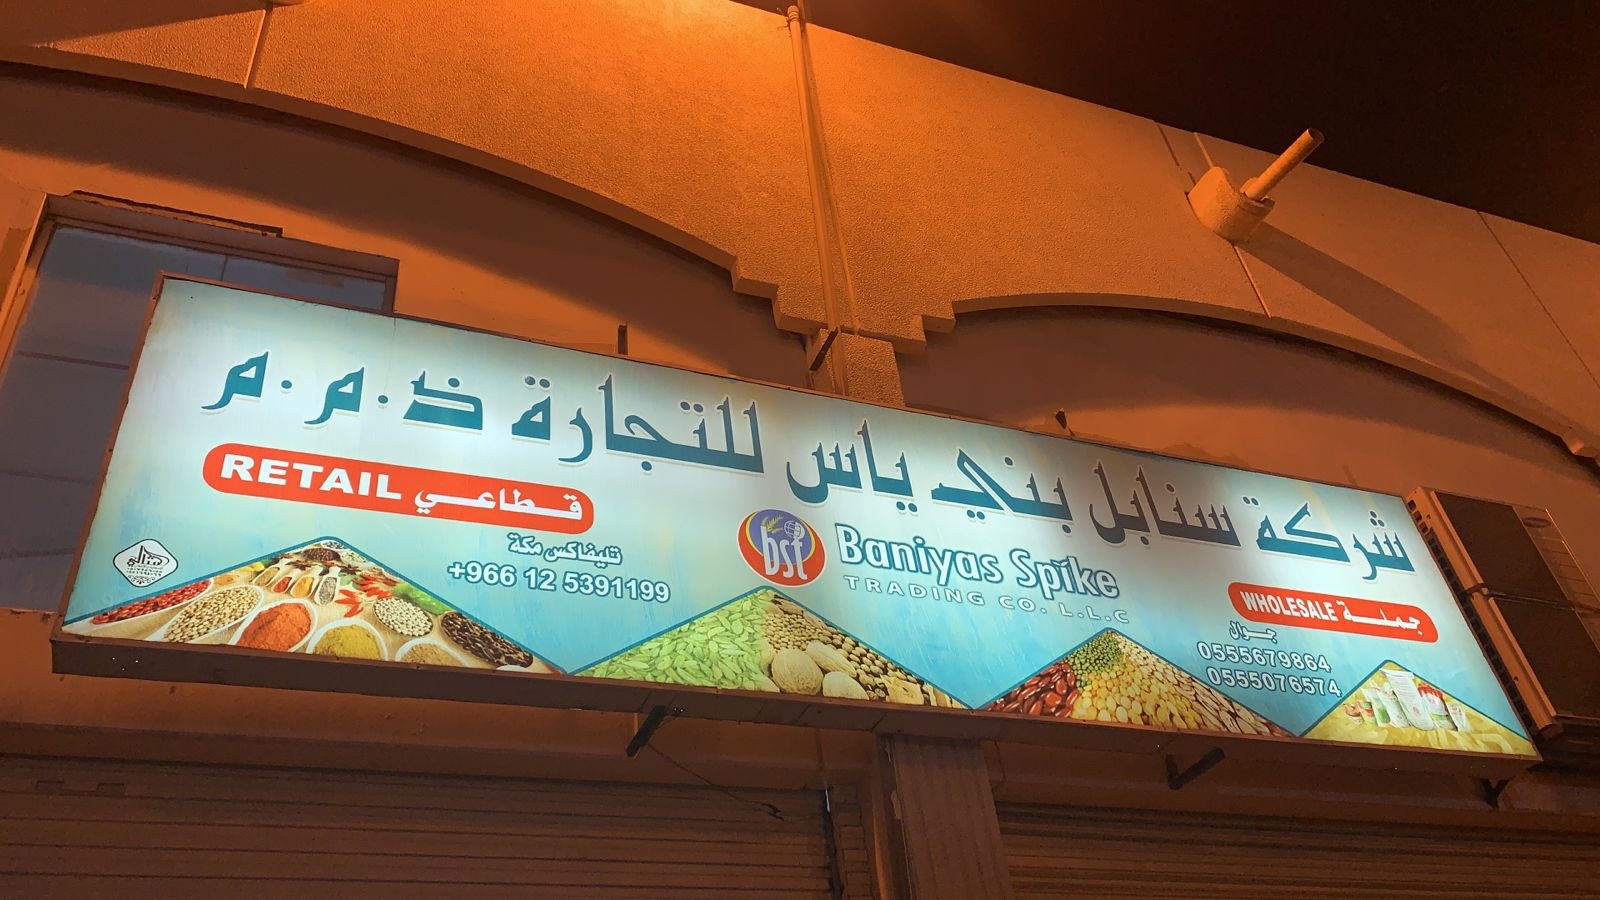 شركة سنابل بني ياس للتجارة ذ.م.م
bst
Baniyas Spike
TRADING CO. L.L.C
WHOLESALE جملة
جوال
0555679864
0555076574
RETAIL قطاعي
تليفاكس مكة
+966 12 5391199